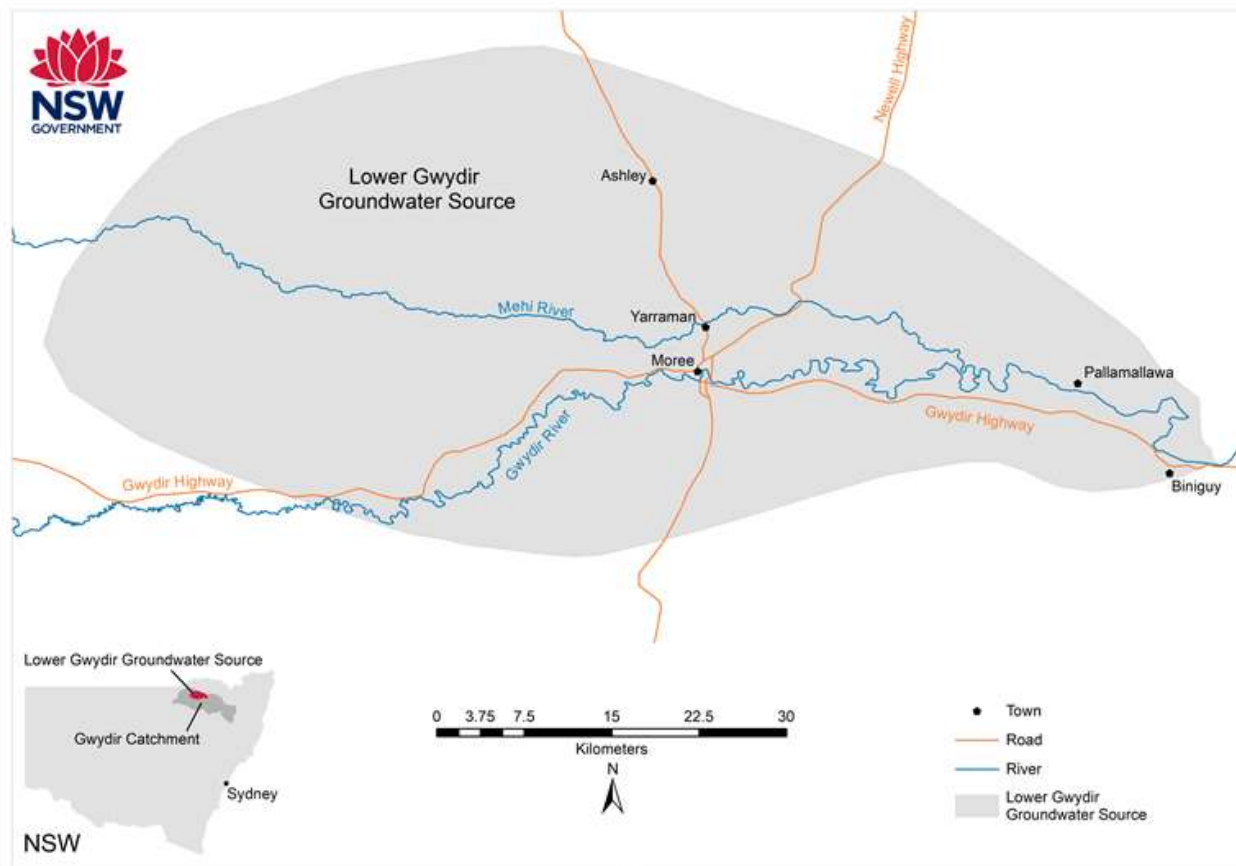 NSW
GOVERNMENT
Newell Highway
Ashley
Lower Gwydir
Groundwater Source
Mehi River
Yarraman
Moree
Pallamallawa
Gwydir Highway
Gwydir River
Gwydir Highway
Biniguy
Lower Gwydir Groundwater Source
Gwydir Catchment
Sydney
NSW
0 3.75 7.5 15 22.5 30
Kilometers
N
Town
Road
River
Lower Gwydir
Groundwater Source